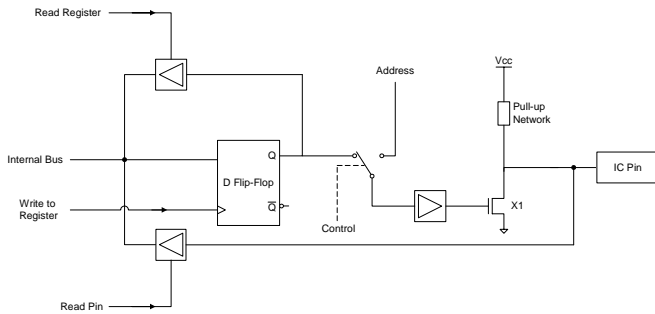 Read Register
Address
Vcc
Pull-up
Network
Internal Bus
Q
D Flip-Flop
IC Pin
Write to
Register
Q
X1
Control
Read Pin